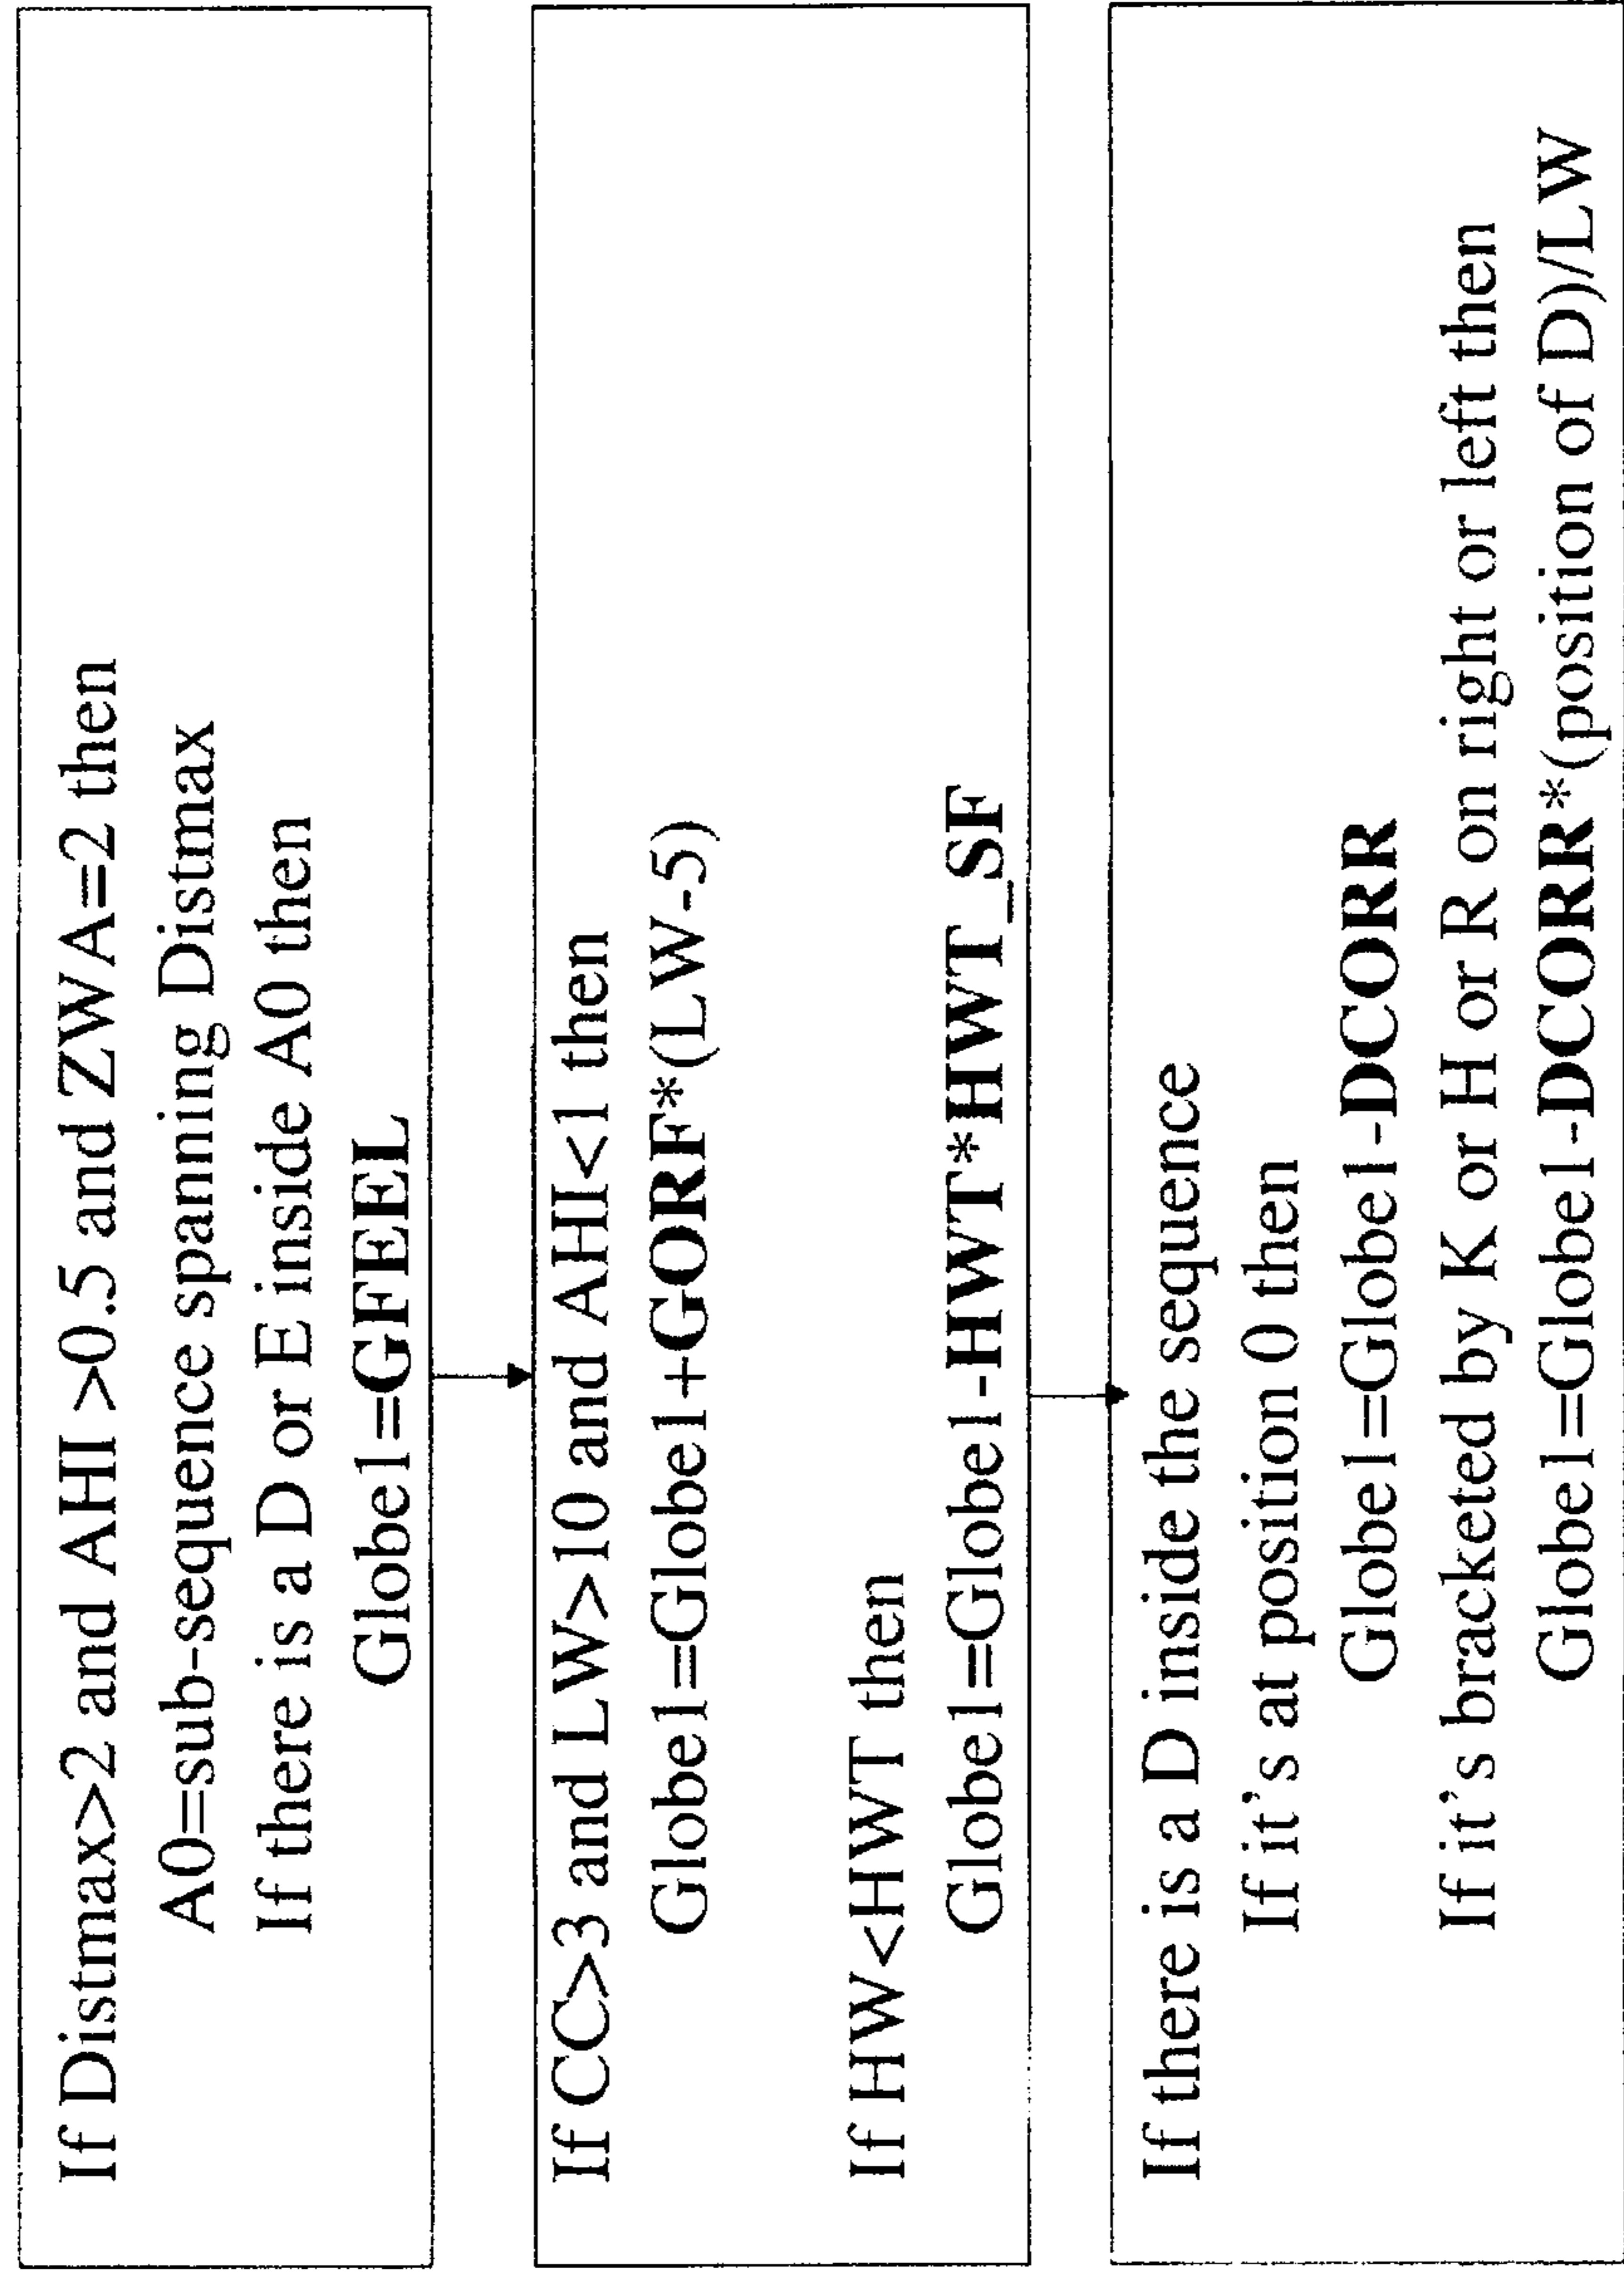 If Distmax>2 and AHI >0.5 and ZWA=2 then
A0=sub-sequence spanning Distmax
If there is a D or E inside A0 then
Globe1=GFEEL
If CC>3 and LW>10 and AHI<1 then
Globe1=Globe1+GORF*(LW-5)
If HW<HWT then
Globe1=Globe1-HWT*HWT_SF
If there is a D inside the sequence
If it's at position 0 then
Globe1=Globe1-DCORR
If it's bracketed by K or H or R on right or left then
Globe1=Globe1-DCORR*(position of D)/LW